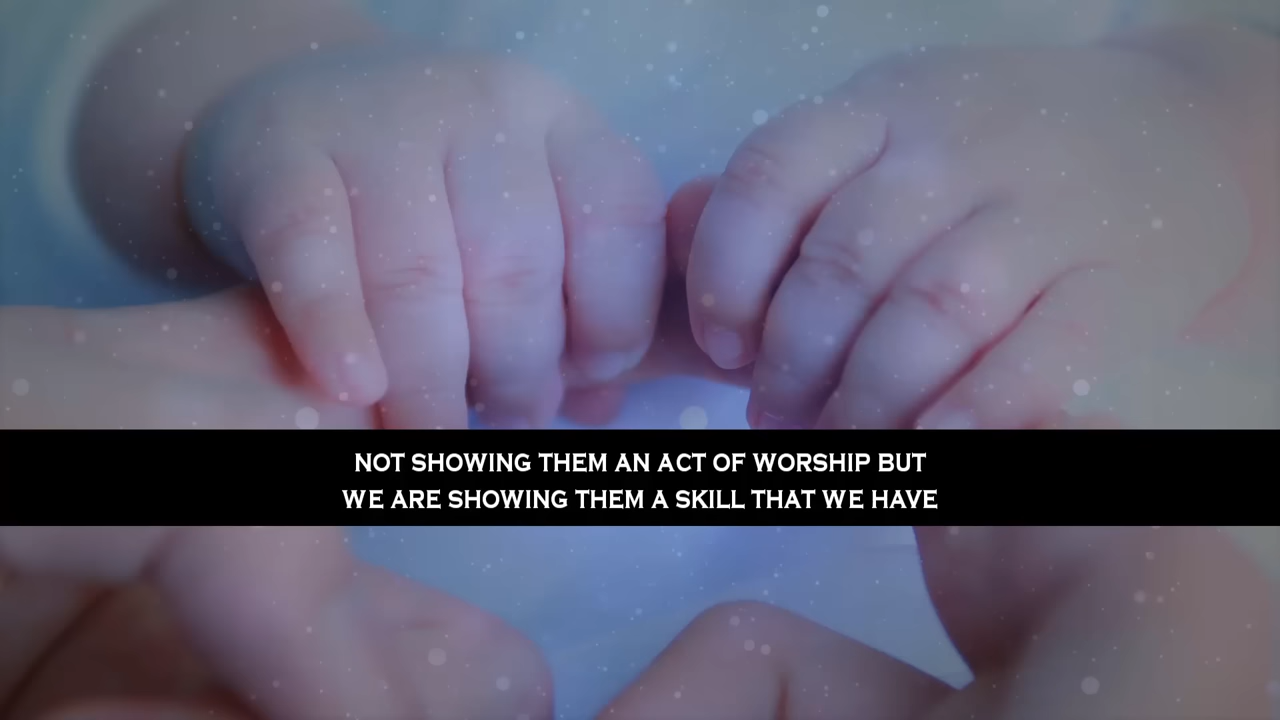 NOT SHOWING THEM AN ACT OF WORSHIP BUT
WE ARE SHOWING THEM A SKILL THAT WE HAVE